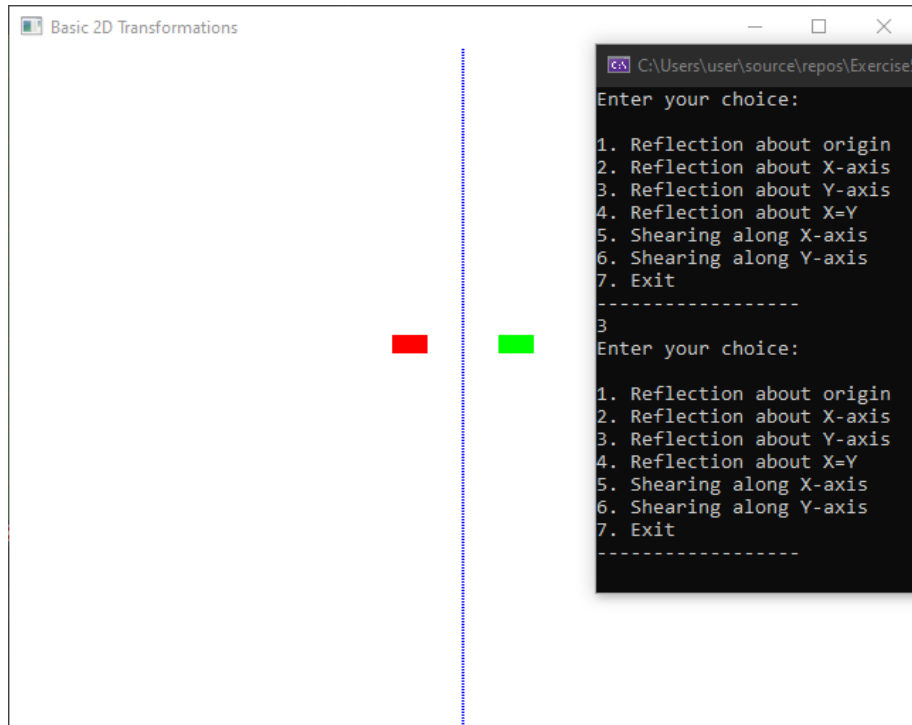 Basic 2D Transformations
C:\Users\user\source\repos\Exercise
Enter your choice:
1. Reflection about origin
2. Reflection about X-axis
3. Reflection about Y-axis
4. Reflection about X=Y
5. Shearing along X-axis
6. Shearing along Y-axis
7. Exit
------------------
3
Enter your choice:
1. Reflection about origin
2. Reflection about X-axis
3. Reflection about Y-axis
4. Reflection about X=Y
5. Shearing along X-axis
6. Shearing along Y-axis
7. Exit
------------------